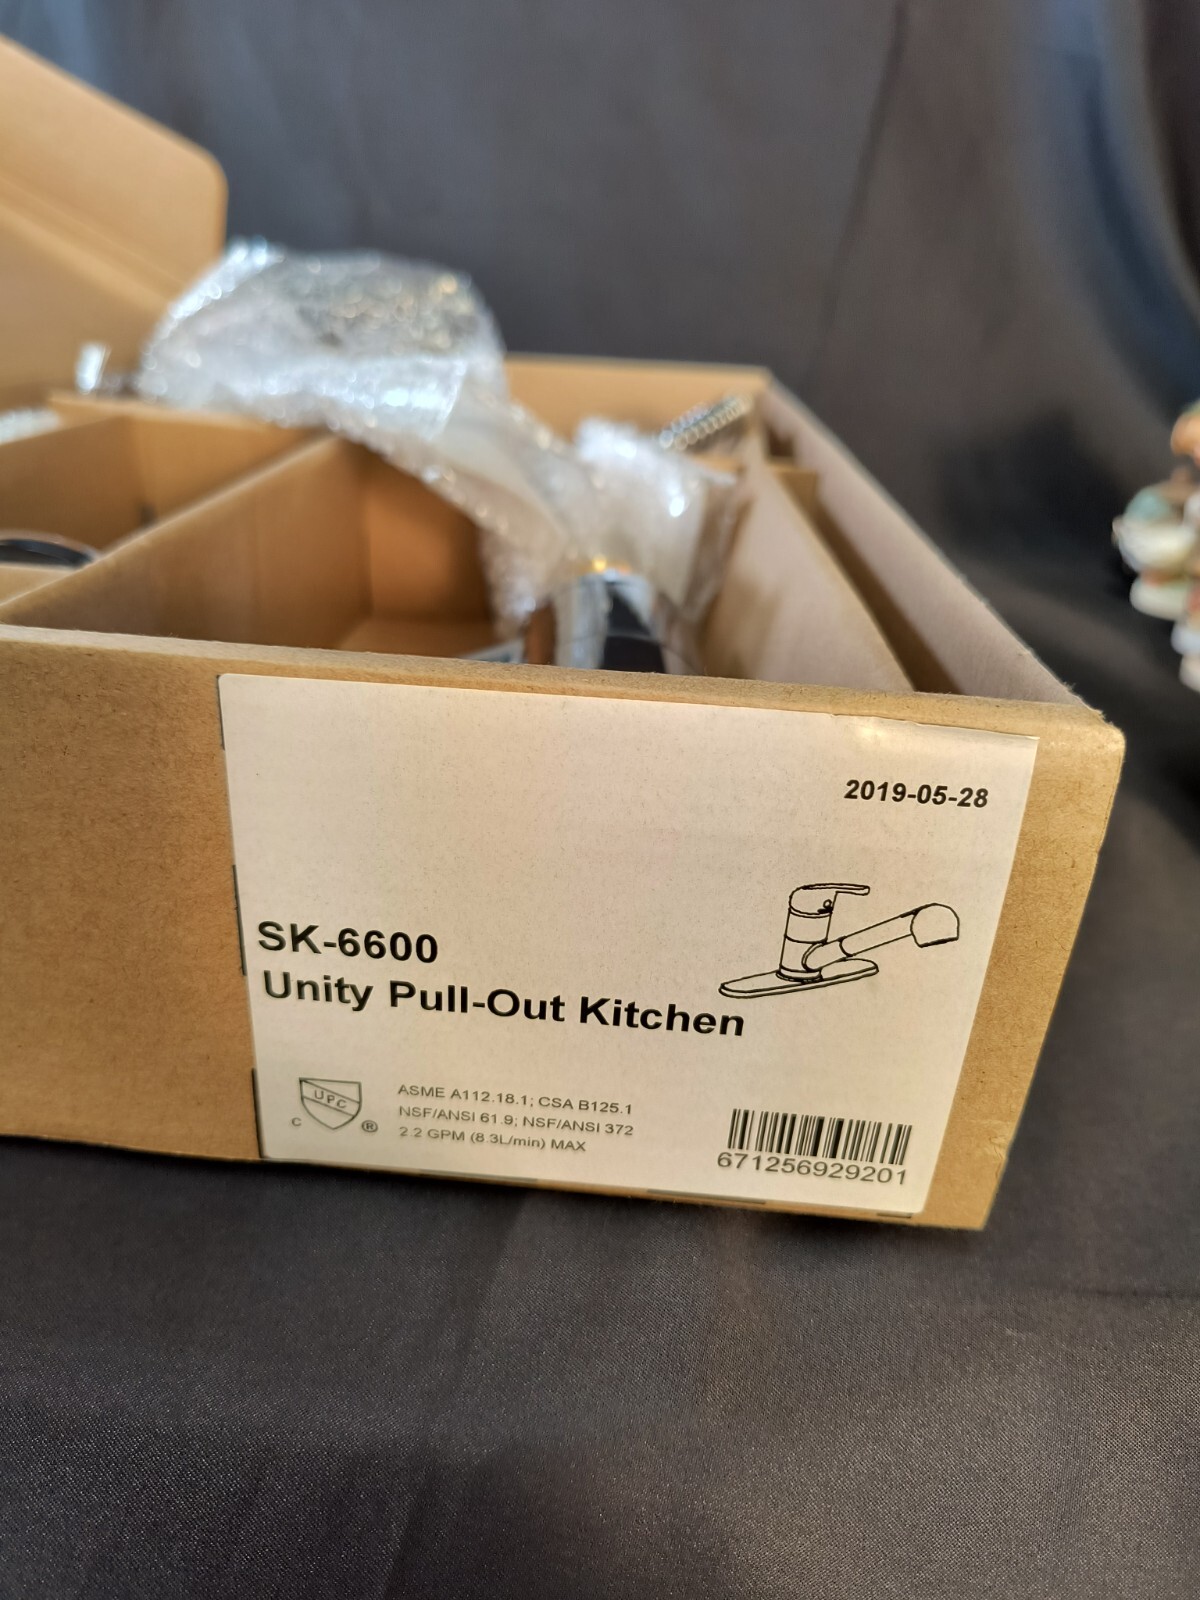 2019-05-28
SK-6600
Unity Pull-Out Kitchen
UPC
C
®
ASME A112.18.1; CSA B125.1
NSF/ANSI 61.9; NSF/ANSI 372
2.2 GPM (8.3L/min) MAX
671256929201